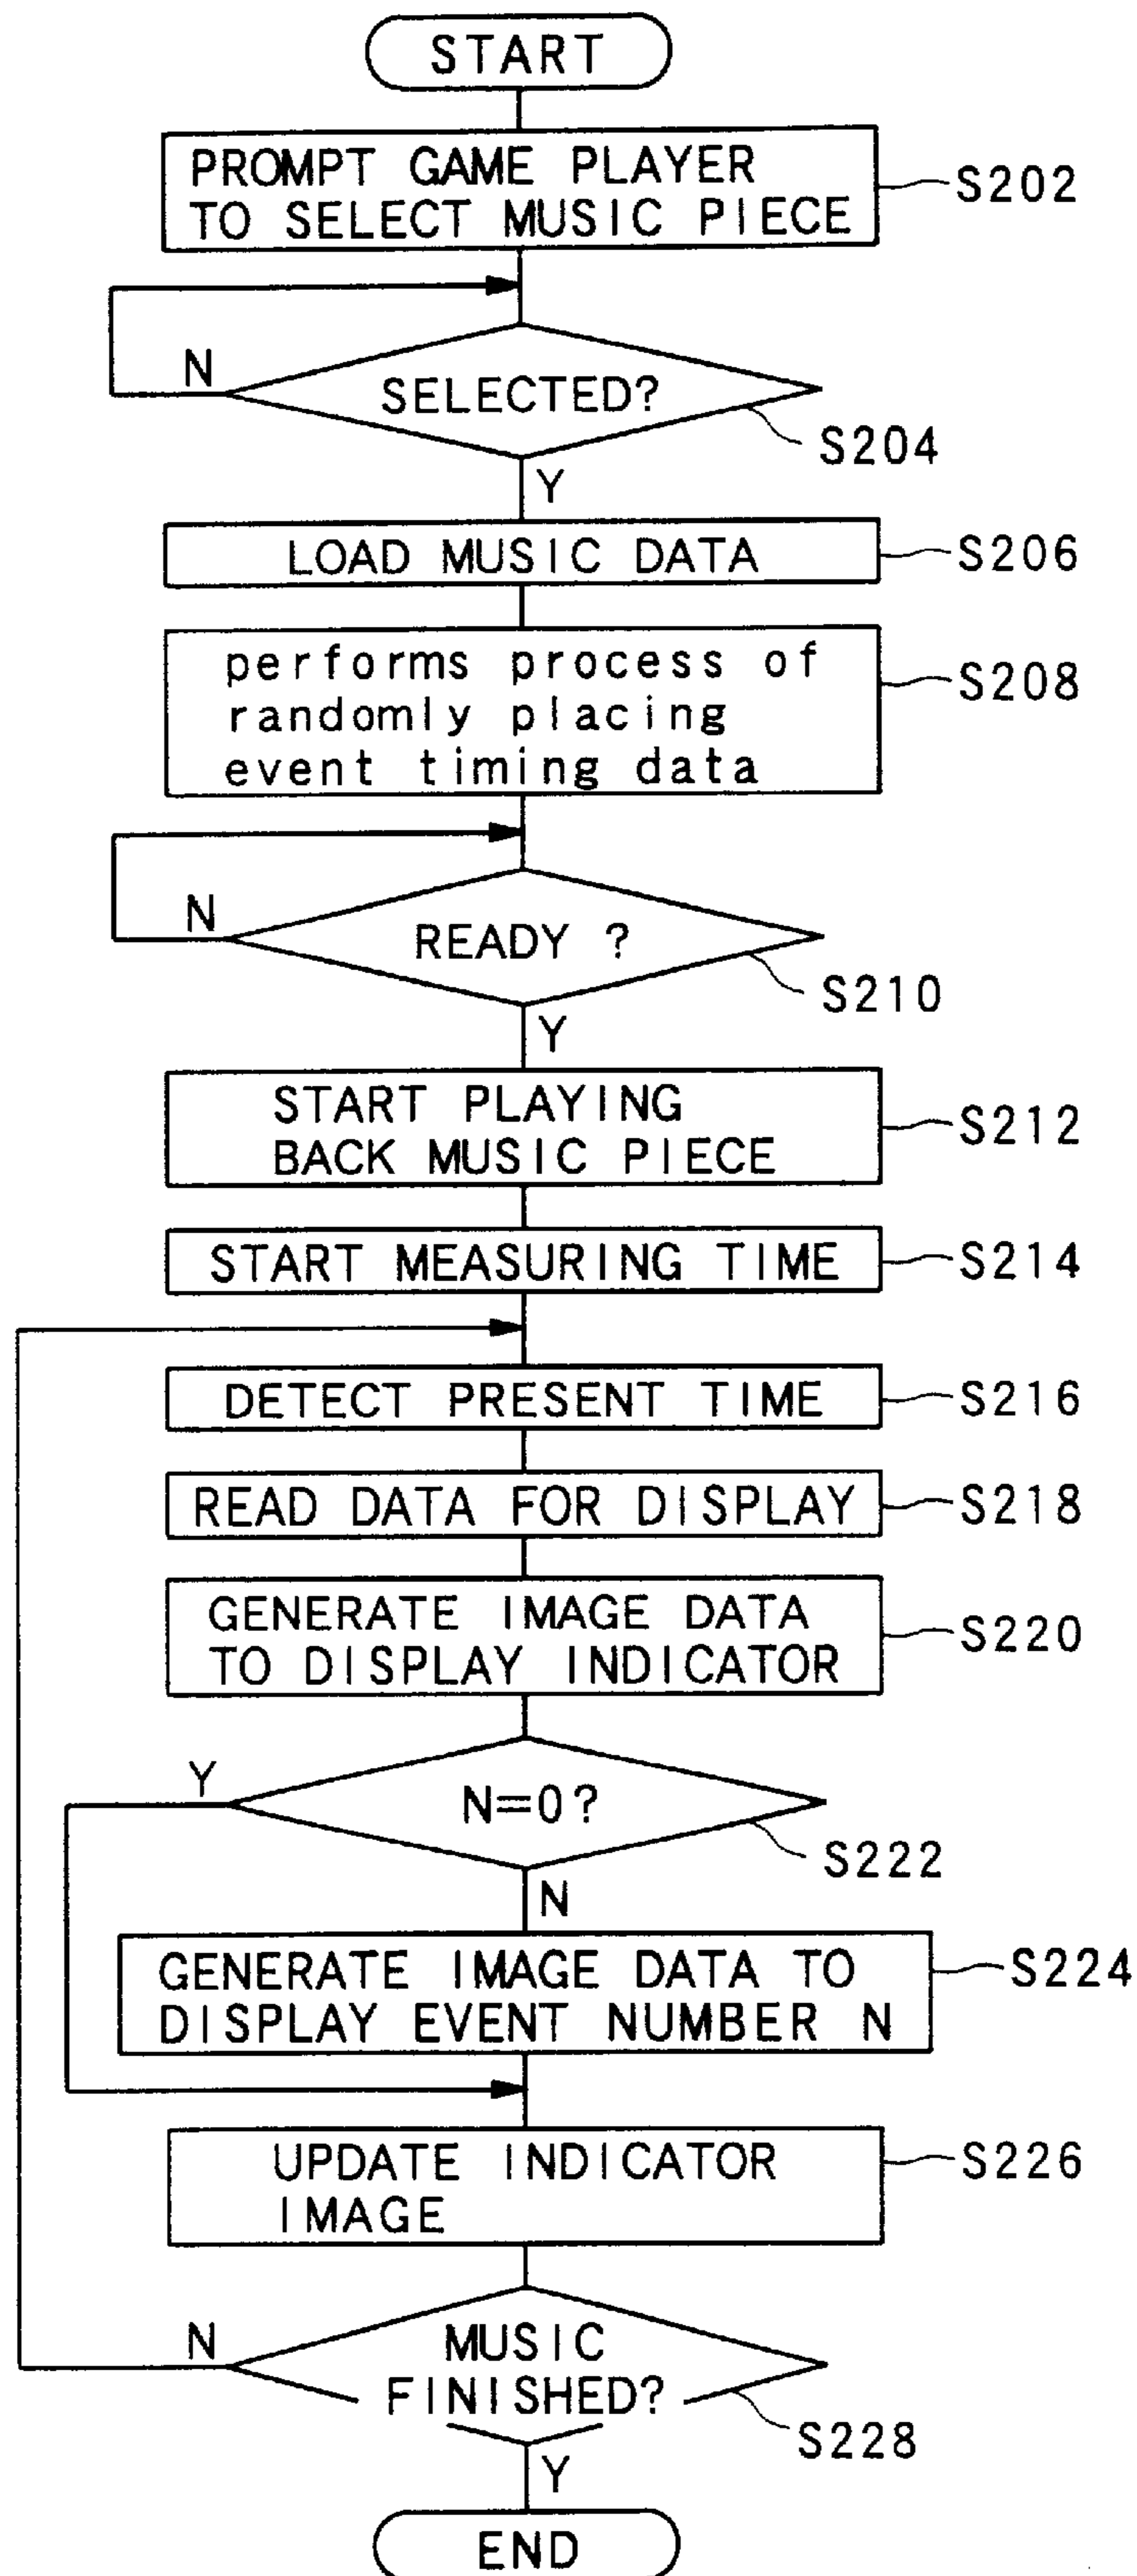 START
PROMPT GAME PLAYER
TO SELECT MUSIC PIECE
S202
N
SELECTED?
S204
Y
LOAD MUSIC DATA
S206
performs process of
randomly placing
event timing data
S208
N
READY ?
S210
Y
START PLAYING
BACK MUSIC PIECE
S212
START MEASURING TIME
S214
DETECT PRESENT TIME
S216
READ DATA FOR DISPLAY
S218
GENERATE IMAGE DATA
TO DISPLAY INDICATOR
S220
Y
N=0?
S222
N
GENERATE IMAGE DATA TO
DISPLAY EVENT NUMBER N
S224
UPDATE INDICATOR
IMAGE
S226
N
MUSIC
FINISHED?
S228
Y
END